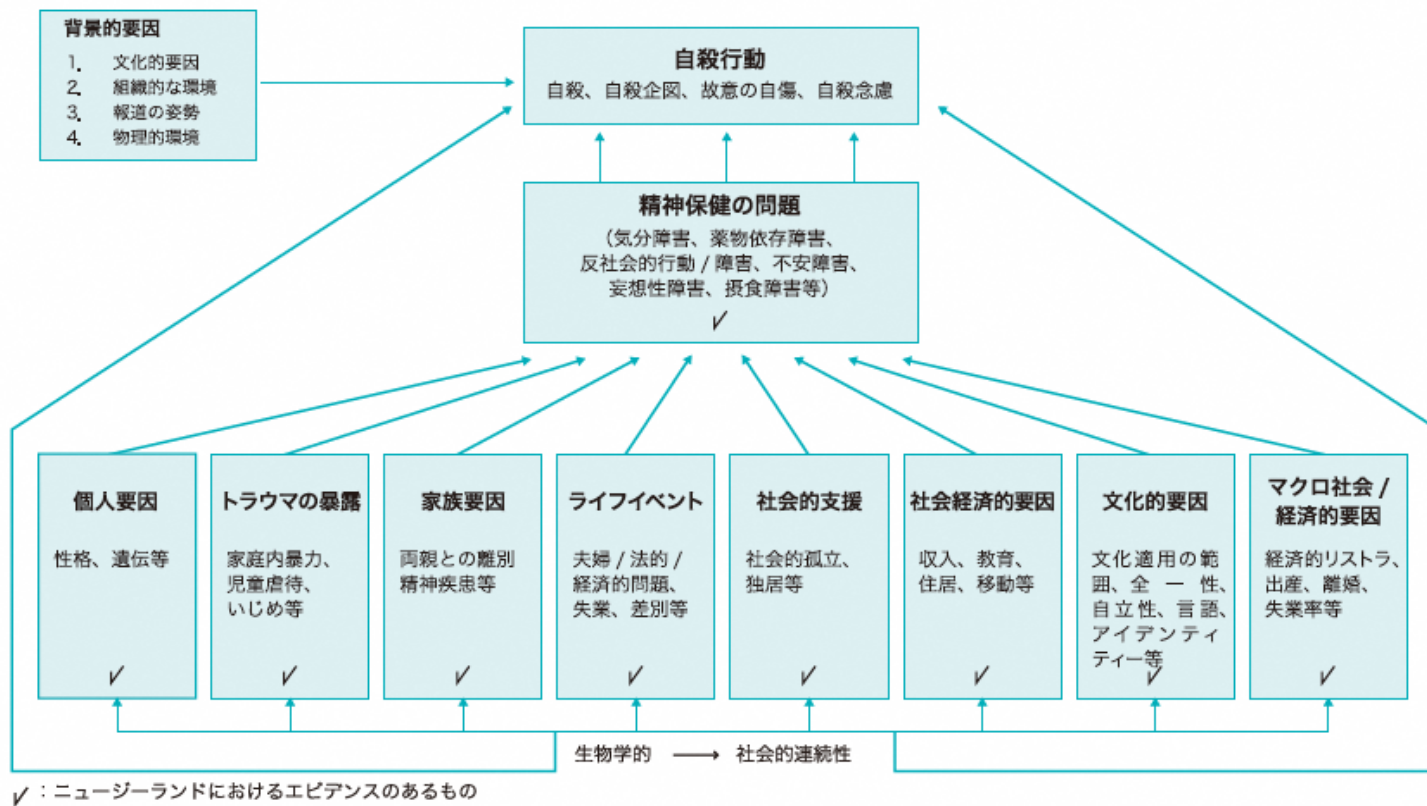 背景的要因
1. 文化的要因
2. 組織的な環境
3. 報道の姿勢
4. 物理的環境
自殺行動
自殺、自殺企図、故意の自傷、自殺念慮
精神保健の問題
（気分障害、薬物依存障害、
反社会的行動 / 障害、不安障害、
妄想性障害、摂食障害等）
✓
個人要因
性格、遺伝等
✓
トラウマの暴露
家庭内暴力、
児童虐待、
いじめ等
✓
家族要因
両親との離別
精神疾患等
✓
ライフイベント
夫婦 / 法的 /
経済的問題、
失業、差別等
✓
社会的支援
社会的孤立、
独居等
✓
社会経済的要因
収入、教育、
住居、移動等
✓
文化的要因
文化適用の範
囲、全一性、
自立性、言語、
アイデンティ
ティー等
✓
マクロ社会 /
経済的要因
経済的リストラ、
出産、離婚、
失業率等
✓
生物学的 → 社会的連続性
✓：ニュージーランドにおけるエビデンスのあるもの